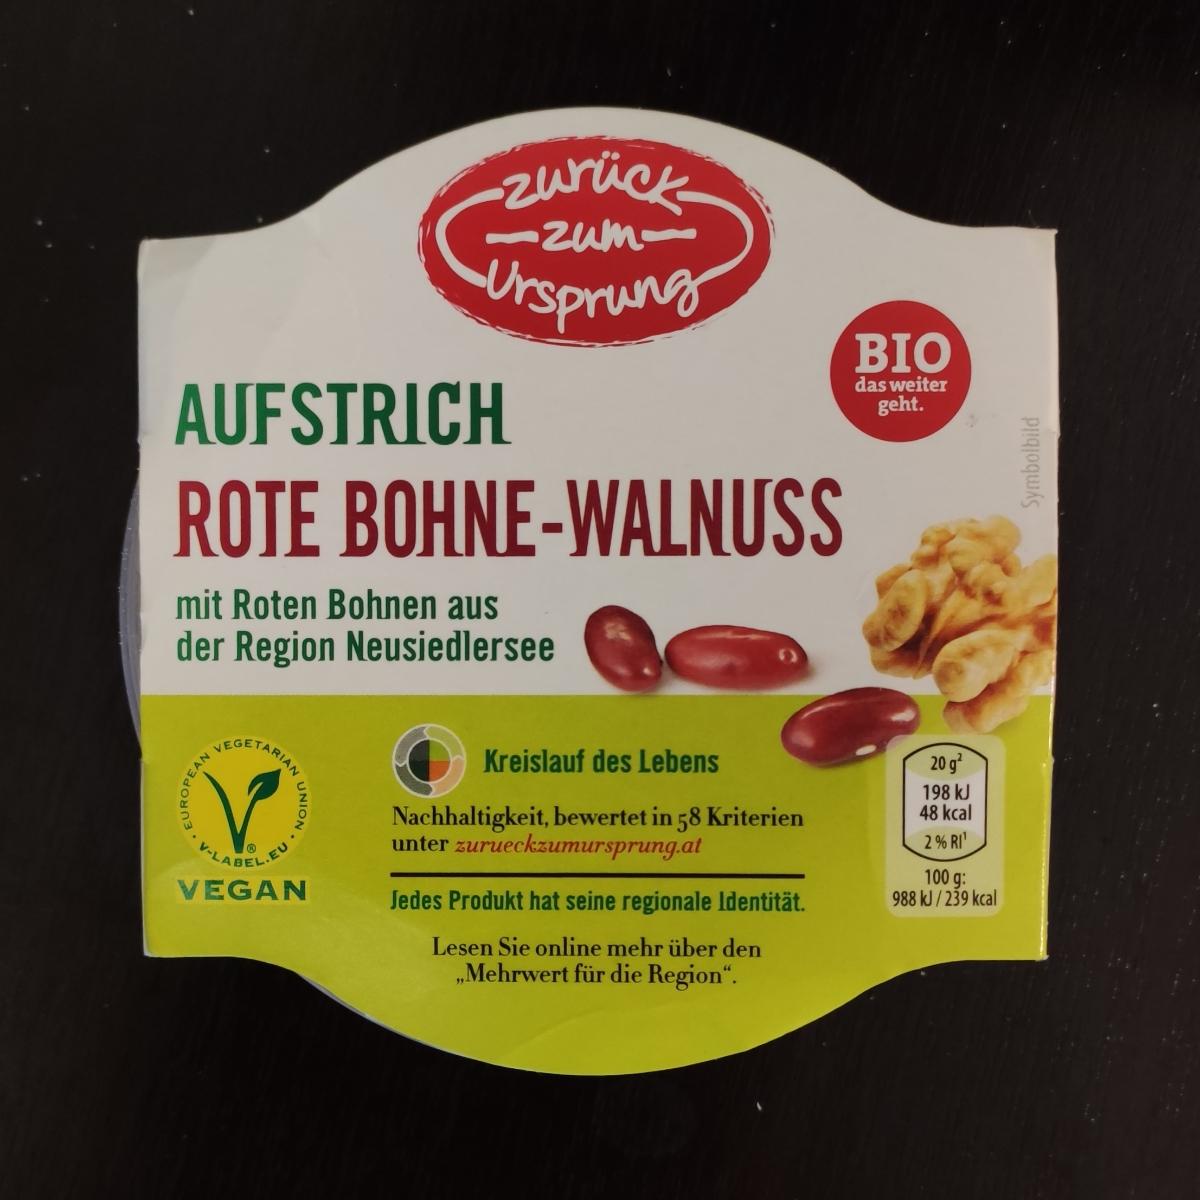 zurück
zum
Ursprung
BIO
das weiter
geht.
AUFSTRICH
ROTE BOHNE-WALNUSS
Symbolbild
mit Roten Bohnen aus
der Region Neusiedlersee
EUROPEAN VEGETARIAN UNION
V-LABEL.EU
®
VEGAN
Kreislauf des Lebens
Nachhaltigkeit, bewertet in 58 Kriterien
unter zurueckzumursprung.at
Jedes Produkt hat seine regionale Identität.
Lesen Sie online mehr über den
„Mehrwert für die Region“.
20 g²
198 kJ
48 kcal
2 % RI¹
100 g:
988 kJ / 239 kcal